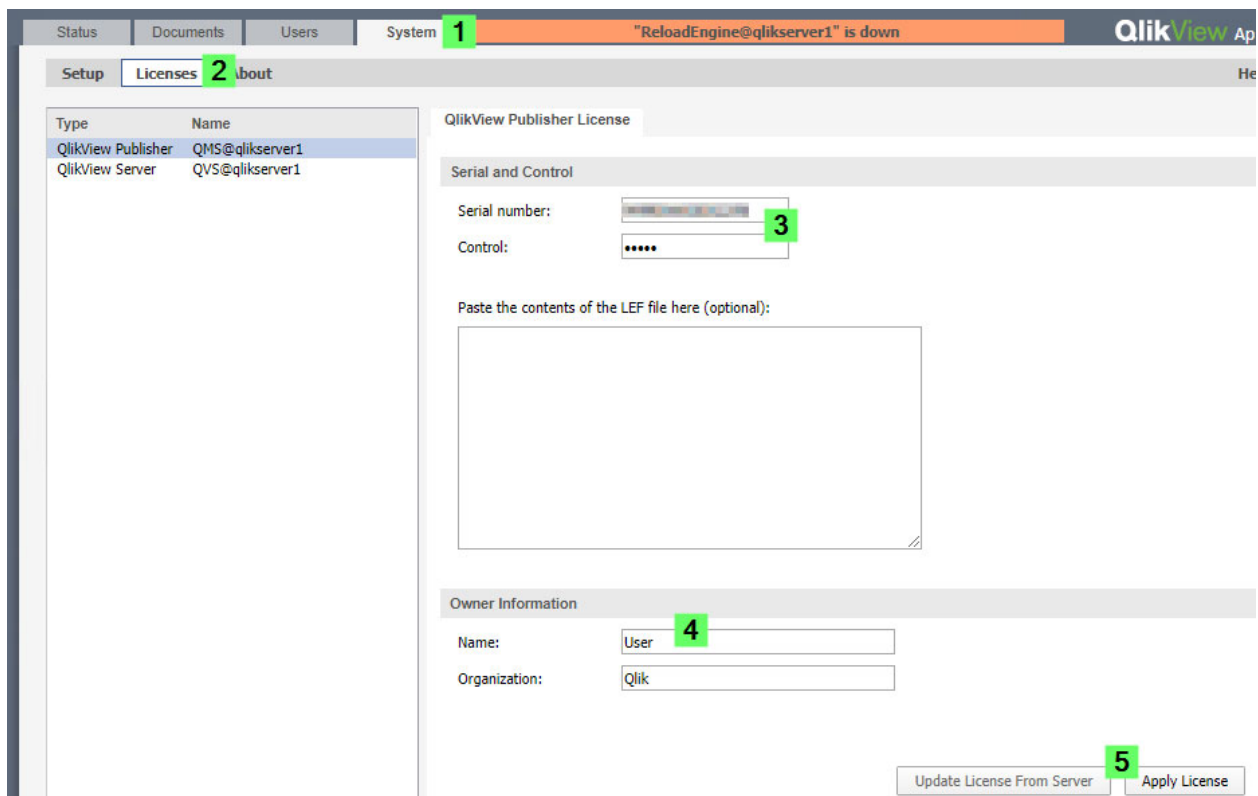 Status Documents Users System 1 "ReloadEngine@qlikserver1" is down QlikView Ap
Setup Licenses 2 About He
Type Name
QlikView Publisher QMS@qlikserver1
QlikView Server QVS@qlikserver1
QlikView Publisher License
Serial and Control
Serial number:
3
Control: •••••
Paste the contents of the LEF file here (optional):
Owner Information
Name: User 4
Organization: Qlik
5
Update License From Server Apply License